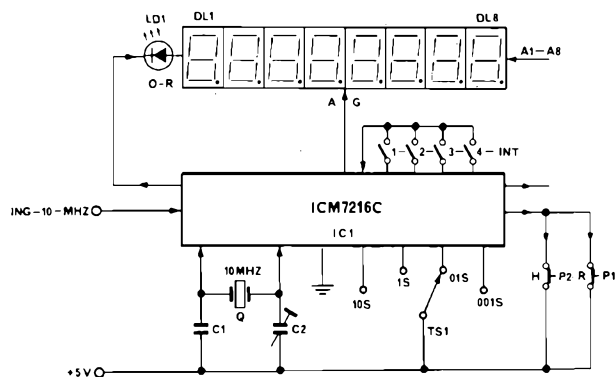 LD1
DL1
DL8
A1-A8
O-R
A G
1-2-3-4-INT
ING-10-MHZ
ICM7216C
IC1
10MHZ
Q
C1
C2
10S
1S
01S
001S
TS1
H P2 R P1
+5V